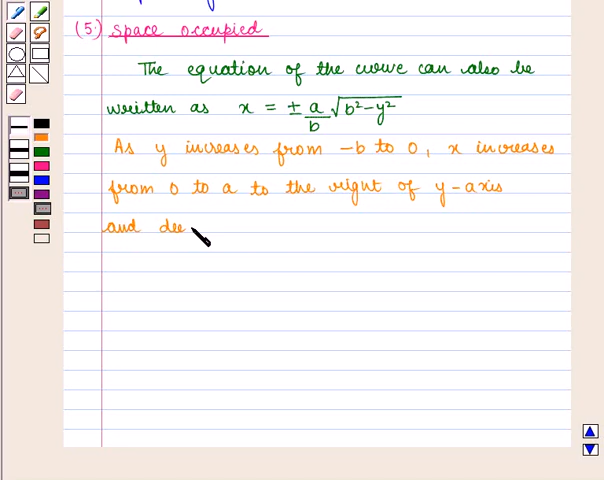 (5) space occupied
The equation of the curve can also be
written as x = ± a/b √b²-y²
As y increases from -b to 0, x increases
from 0 to a to the right of y-axis
and dec